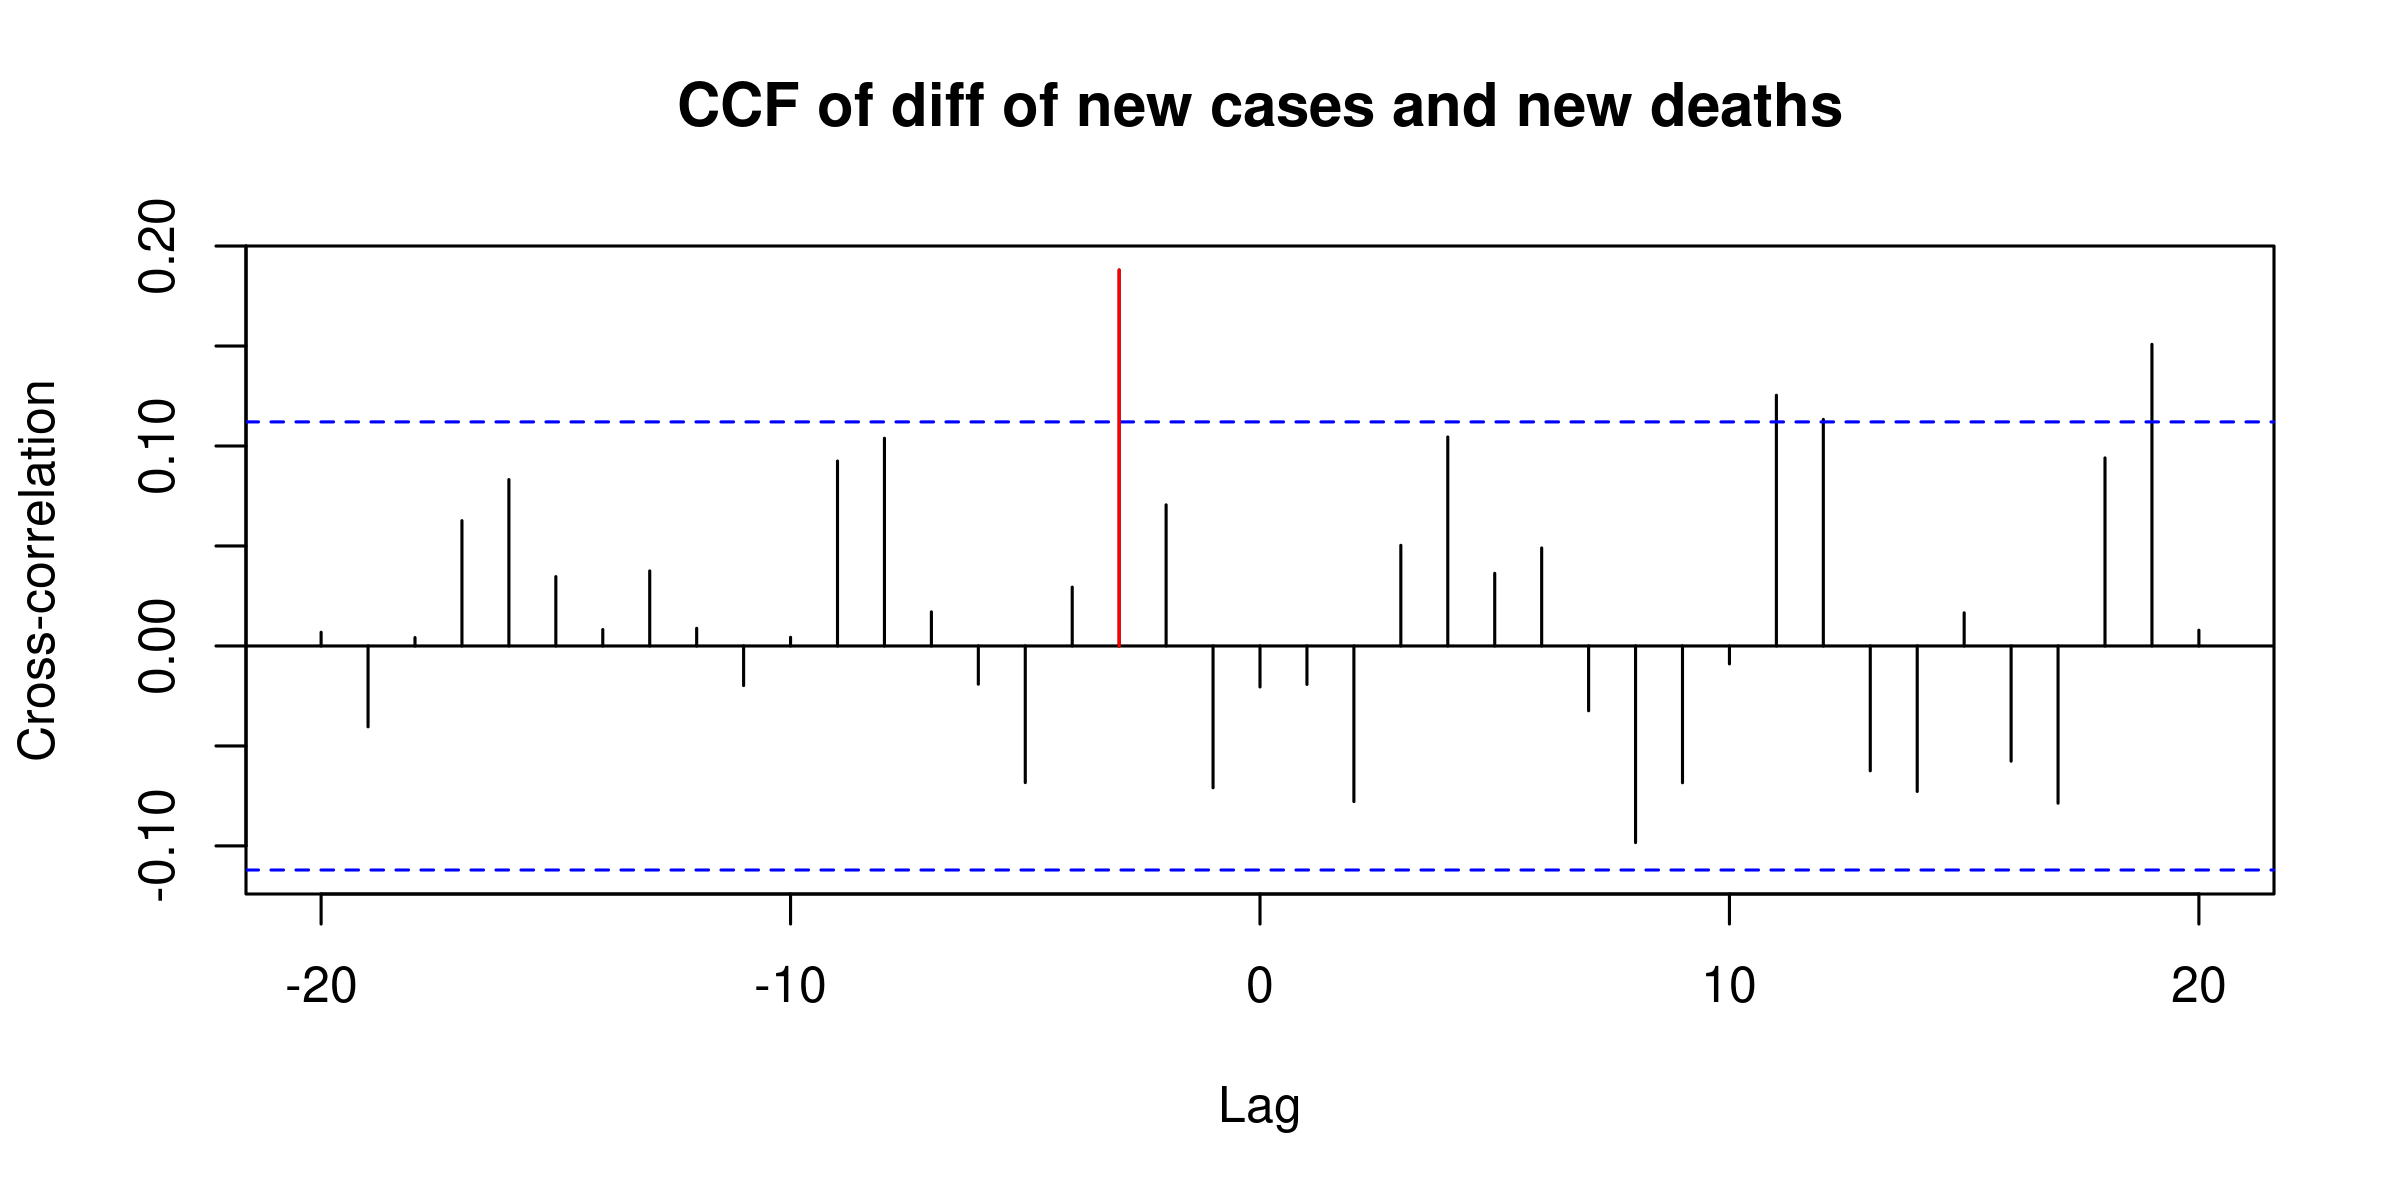 CCF of diff of new cases and new deaths
Cross-correlation
0.20
0.10
0.00
-0.10
-20 -10 0 10 20
Lag